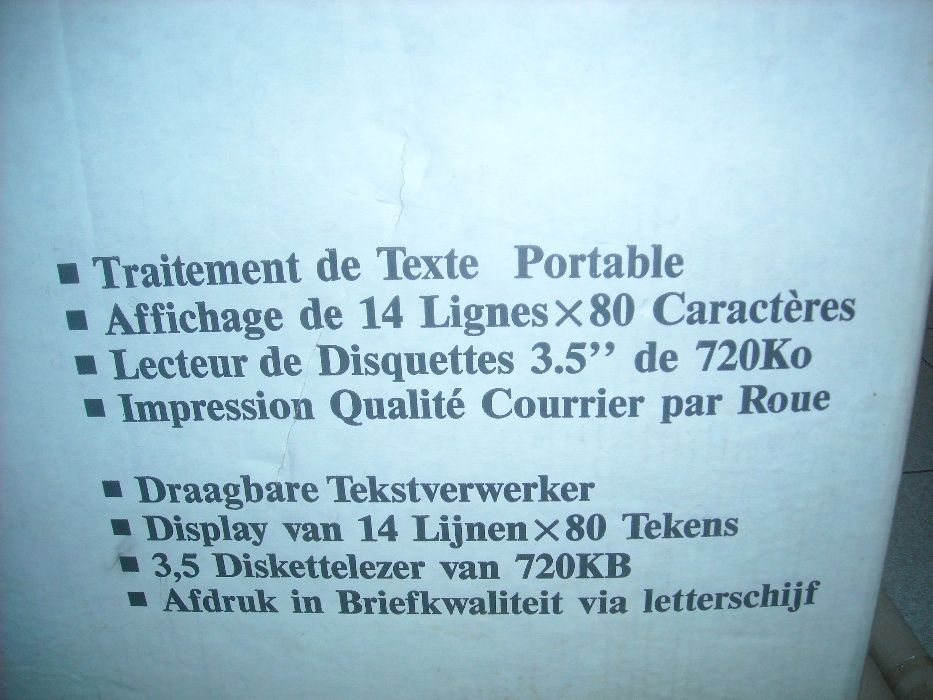 ■ Traitement de Texte Portable
■ Affichage de 14 Lignes×80 Caractères
■ Lecteur de Disquettes 3.5’’ de 720Ko
■ Impression Qualité Courrier par Roue
■ Draagbare Tekstverwerker
■ Display van 14 Lijnen×80 Tekens
■ 3,5 Diskettelezer van 720KB
■ Afdruk in Briefkwaliteit via letterschijf